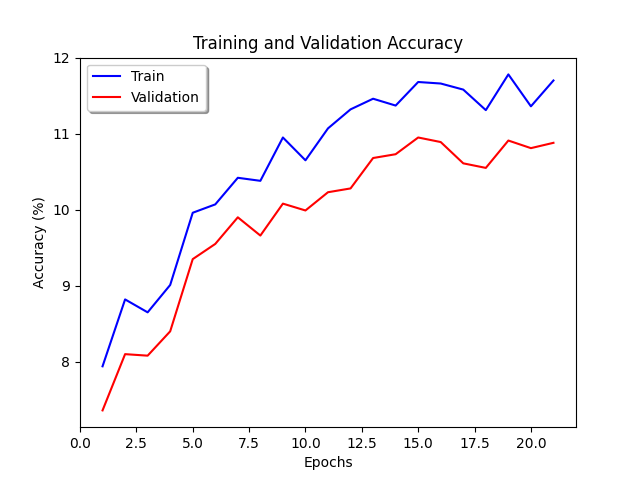 Training and Validation Accuracy
Train
Validation
12
11
10
9
8
Accuracy (%)
0.0 2.5 5.0 7.5 10.0 12.5 15.0 17.5 20.0
Epochs